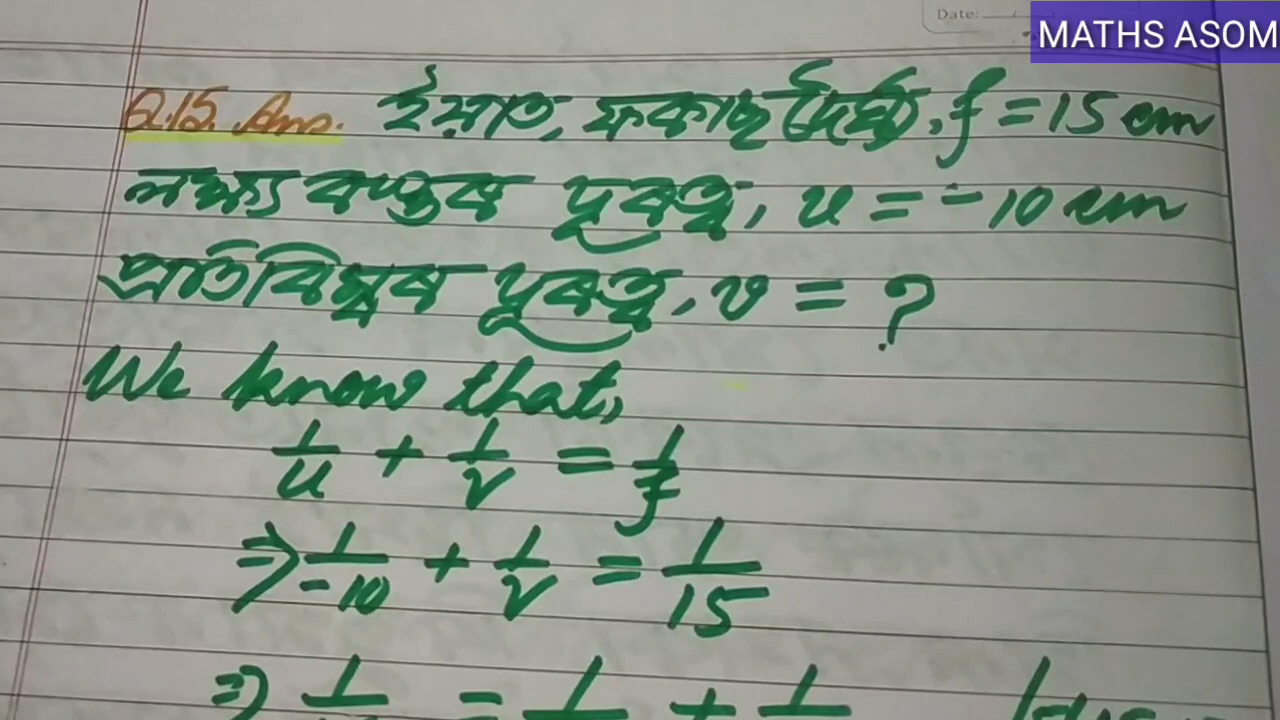 Date:
MATHS ASOM
Q.15. Ans. ইয়াত, ফকাছ দৈৰ্ঘ্য, f = 15 cm
লক্ষ্য বস্তুৰ দূৰত্ব, u = -10 cm
প্ৰতিবিম্বৰ দূৰত্ব, v = ?
We know that,
1/u + 1/v = 1/f
⇒ 1/-10 + 1/v = 1/15